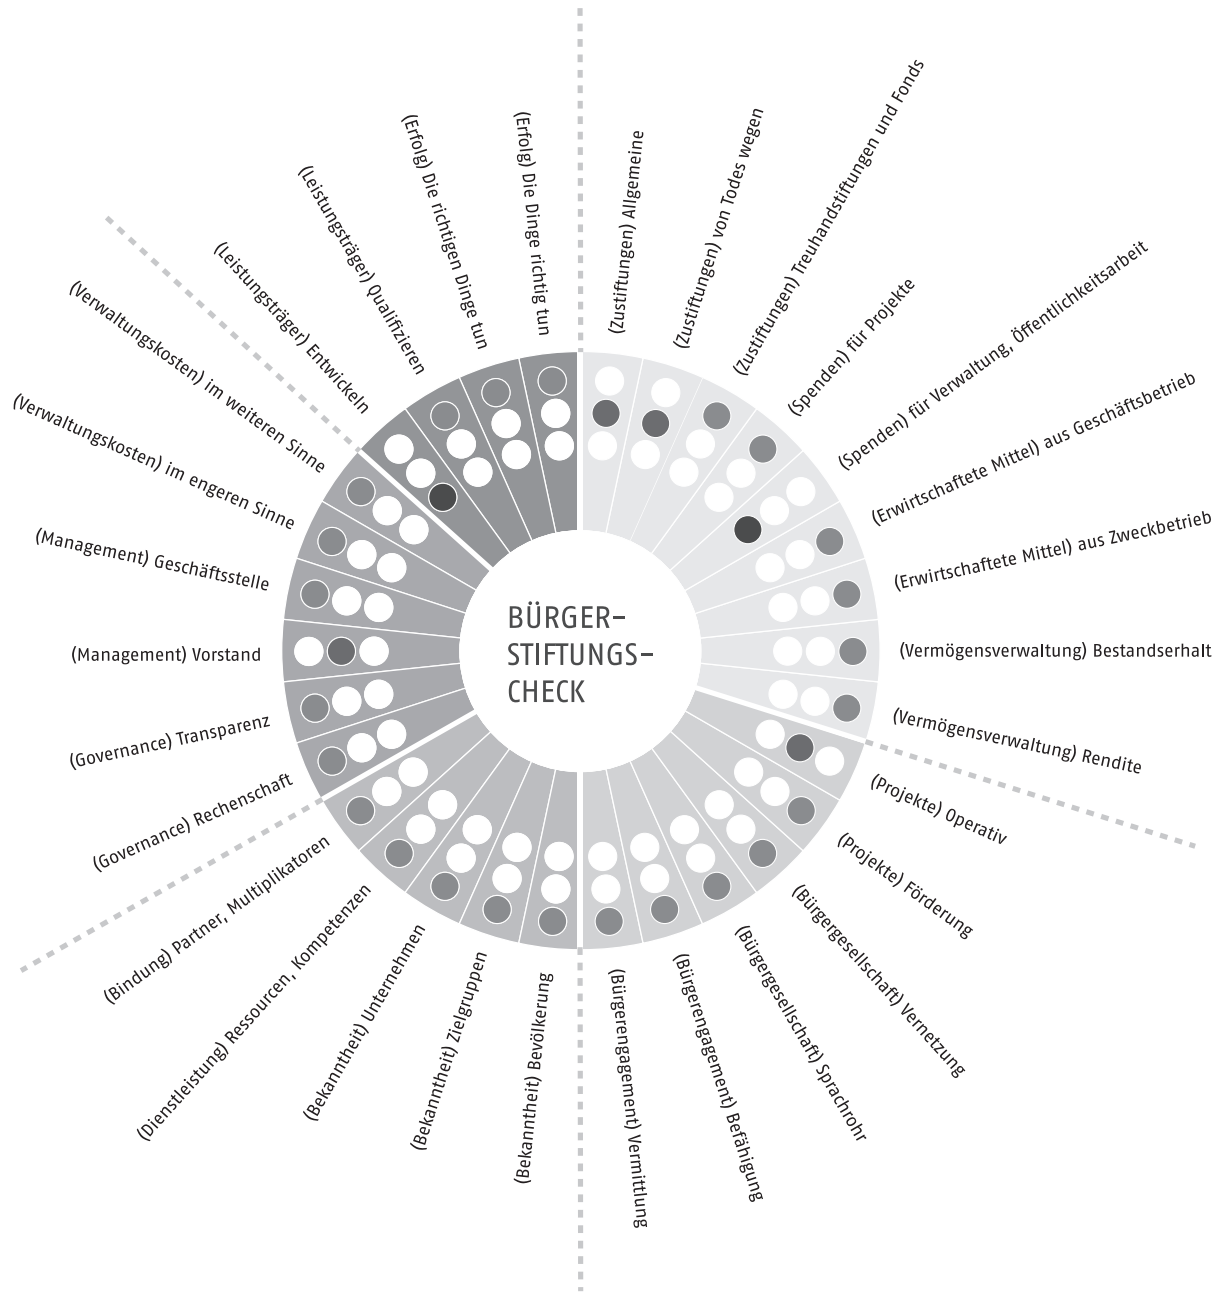 BÜRGER–
STIFTUNGS–
CHECK
(Zustiftungen) Allgemeine
(Zustiftungen) von Todes wegen
(Zustiftungen) Treuhandstiftungen und Fonds
(Spenden) für Projekte
(Spenden) für Verwaltung, Öffentlichkeitsarbeit
(Erwirtschaftete Mittel) aus Geschäftsbetrieb
(Erwirtschaftete Mittel) aus Zweckbetrieb
(Vermögensverwaltung) Bestandserhalt
(Vermögensverwaltung) Rendite
(Projekte) Operativ
(Projekte) Förderung
(Bürgergesellschaft) Vernetzung
(Bürgergesellschaft) Sprachrohr
(Bürgerengagement) Befähigung
(Bürgerengagement) Vermittlung
(Bekanntheit) Bevölkerung
(Bekanntheit) Zielgruppen
(Bekanntheit) Unternehmen
(Dienstleistung) Ressourcen, Kompetenzen
(Bindung) Partner, Multiplikatoren
(Governance) Rechenschaft
(Governance) Transparenz
(Management) Vorstand
(Management) Geschäftsstelle
(Verwaltungskosten) im engeren Sinne
(Verwaltungskosten) im weiteren Sinne
(Leistungsträger) Entwickeln
(Leistungsträger) Qualifizieren
(Erfolg) Die richtigen Dinge tun
(Erfolg) Die Dinge richtig tun